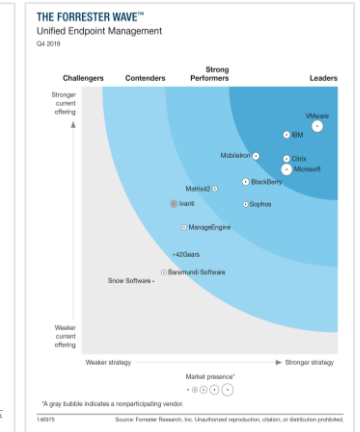 THE FORRESTER WAVE™
Unified Endpoint Management
Q4 2019
Challengers
Contenders
Strong Performers
Leaders
Stronger current offering
VMware
IBM
MobileIron
Citrix
Microsoft
BlackBerry
Matrix42
Ivanti
Sophos
ManageEngine
42Gears
Baramundi Software
Snow Software
Weaker current offering
Weaker strategy
Stronger strategy
Market presence*
*A gray bubble indicates a nonparticipating vendor.
Source: Forrester Research, Inc. Unauthorized reproduction, citation, or distribution prohibited.